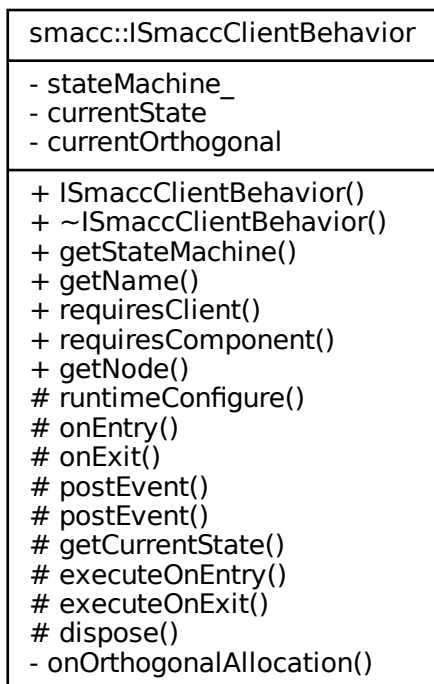 smacc::ISmaccClientBehavior
- stateMachine_
- currentState
- currentOrthogonal
+ ISmaccClientBehavior()
+ ~ISmaccClientBehavior()
+ getStateMachine()
+ getName()
+ requiresClient()
+ requiresComponent()
+ getNode()
# runtimeConfigure()
# onEntry()
# onExit()
# postEvent()
# postEvent()
# getCurrentState()
# executeOnEntry()
# executeOnExit()
# dispose()
- onOrthogonalAllocation()